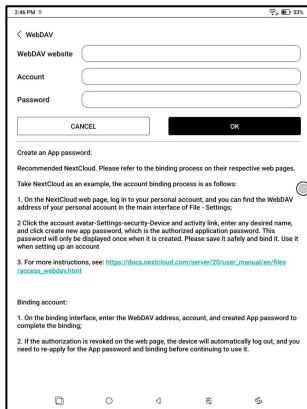 2:46 PM 53%
WebDAV
WebDAV website
Account
Password
CANCEL OK
Create an App password:
Recommended NextCloud. Please refer to the binding process on their respective web pages.
Take NextCloud as an example, the account binding process is as follows:
1. On the NextCloud web page, log in to your personal account, and you can find the WebDAV
address of your personal account in the main interface of File - Settings;
2 Click the account avatar-Settings-security-Device and activity link, enter any desired name,
and click create new app password, which is the authorized application password. This
password will only be displayed once when it is created. Please save it safely and bind it. Use it
when setting up an account
3. For more instructions, see: https://docs.nextcloud.com/server/20/user_manual/en/files
/access_webdav.html
Binding account:
1. On the binding interface, enter the WebDAV address, account, and created App password to
complete the binding;
2. If the authorization is revoked on the web page, the device will automatically log out, and you
need to re-apply for the App password and binding before continuing to use it.